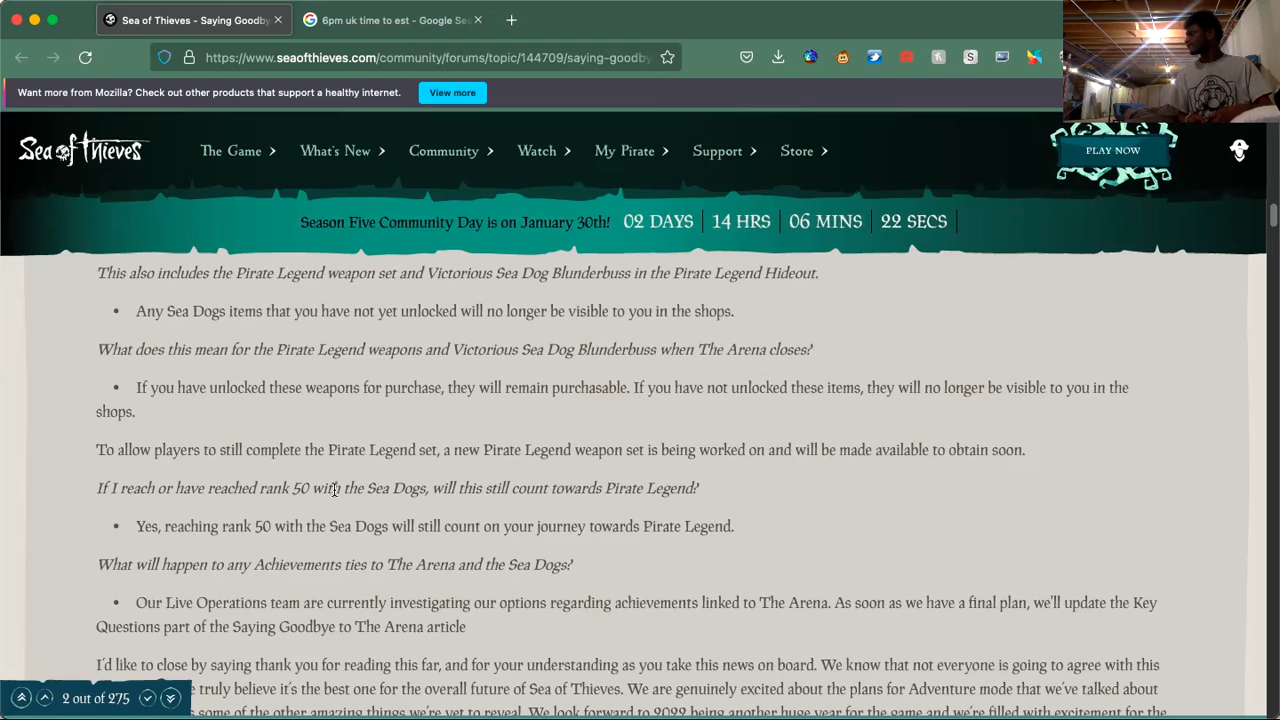 Sea of Thieves - Saying Goodby
6pm uk time to est - Google Sea
https://www.seaofthieves.com/community/forums/topic/144709/saying-goodby
Want more from Mozilla? Check out other products that support a healthy internet.
View more
Sea of Thieves
The Game
What's New
Community
Watch
My Pirate
Support
Store
PLAY NOW
Season Five Community Day is on January 30th! 02 DAYS 14 HRS 06 MINS 22 SECS
This also includes the Pirate Legend weapon set and Victorious Sea Dog Blunderbuss in the Pirate Legend Hideout.
• Any Sea Dogs items that you have not yet unlocked will no longer be visible to you in the shops.
What does this mean for the Pirate Legend weapons and Victorious Sea Dog Blunderbuss when The Arena closes?
• If you have unlocked these weapons for purchase, they will remain purchasable. If you have not unlocked these items, they will no longer be visible to you in the
shops.
To allow players to still complete the Pirate Legend set, a new Pirate Legend weapon set is being worked on and will be made available to obtain soon.
If I reach or have reached rank 50 with the Sea Dogs, will this still count towards Pirate Legend?
• Yes, reaching rank 50 with the Sea Dogs will still count on your journey towards Pirate Legend.
What will happen to any Achievements ties to The Arena and the Sea Dogs?
• Our Live Operations team are currently investigating our options regarding achievements linked to The Arena. As soon as we have a final plan, we'll update the Key
Questions part of the Saying Goodbye to The Arena article
I'd like to close by saying thank you for reading this far, and for your understanding as you take this news on board. We know that not everyone is going to agree with this
truly believe it's the best one for the overall future of Sea of Thieves. We are genuinely excited about the plans for Adventure mode that we've talked about
some of the other amazing things we're yet to reveal. We look forward to 2022 being another huge year for the game and we're filled with excitement for the
2 out of 275